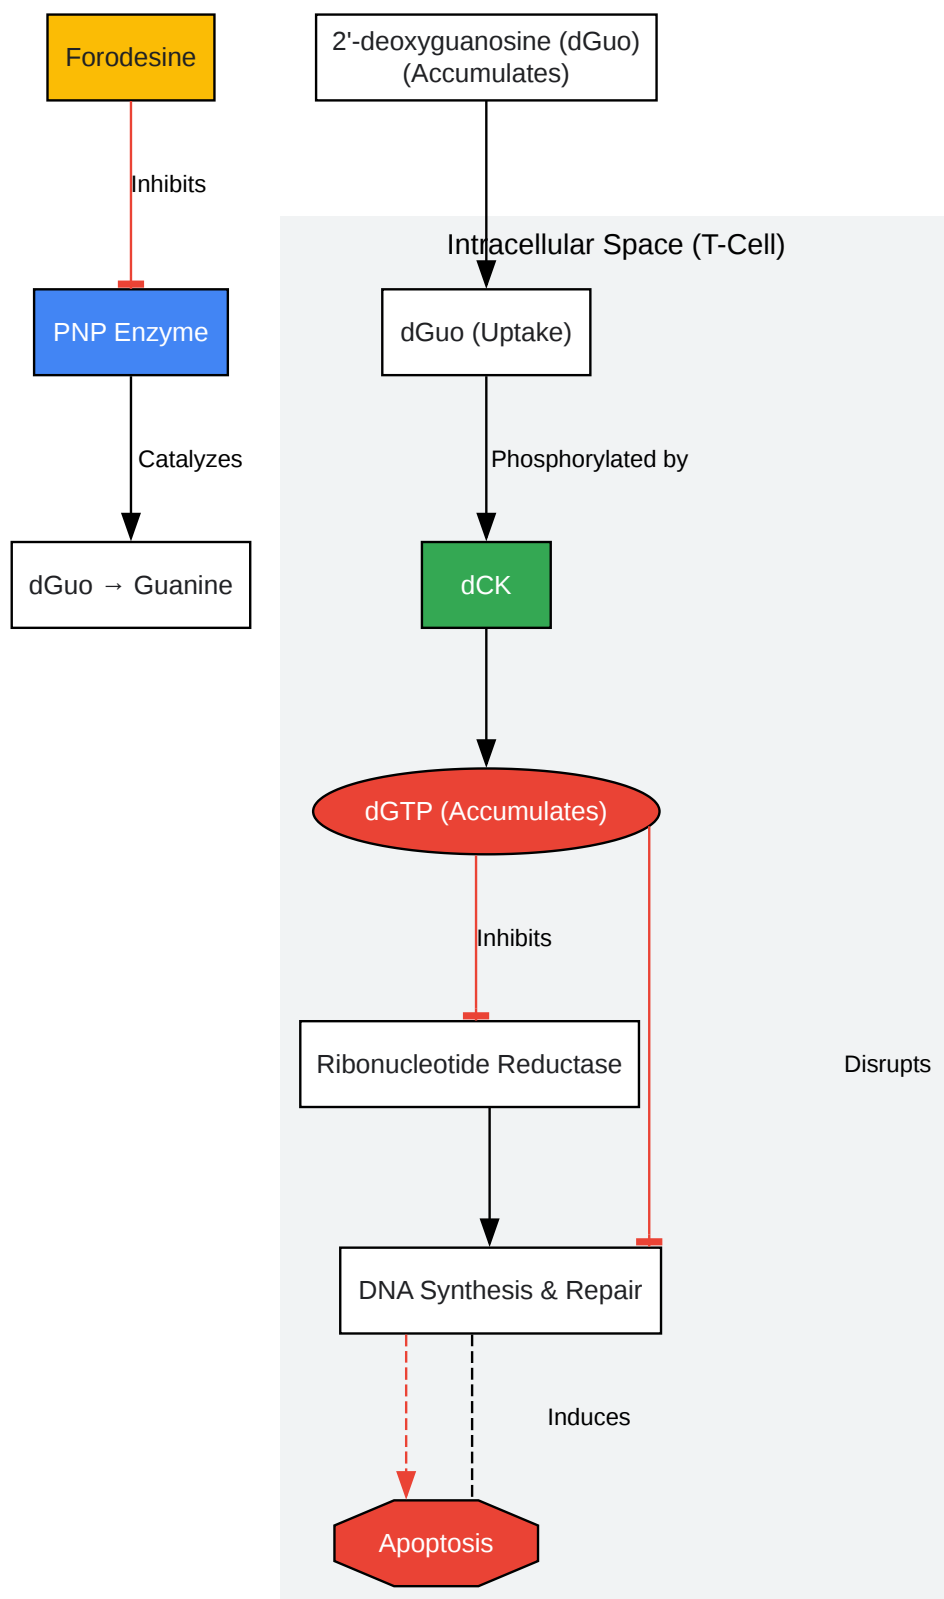 Forodesine
2'-deoxyguanosine (dGuo)
(Accumulates)
Inhibits
Intracellular Space (T-Cell)
PNP Enzyme
dGuo (Uptake)
Catalyzes
Phosphorylated by
dGuo → Guanine
dCK
dGTP (Accumulates)
Inhibits
Ribonucleotide Reductase
Disrupts
DNA Synthesis & Repair
Induces
Apoptosis